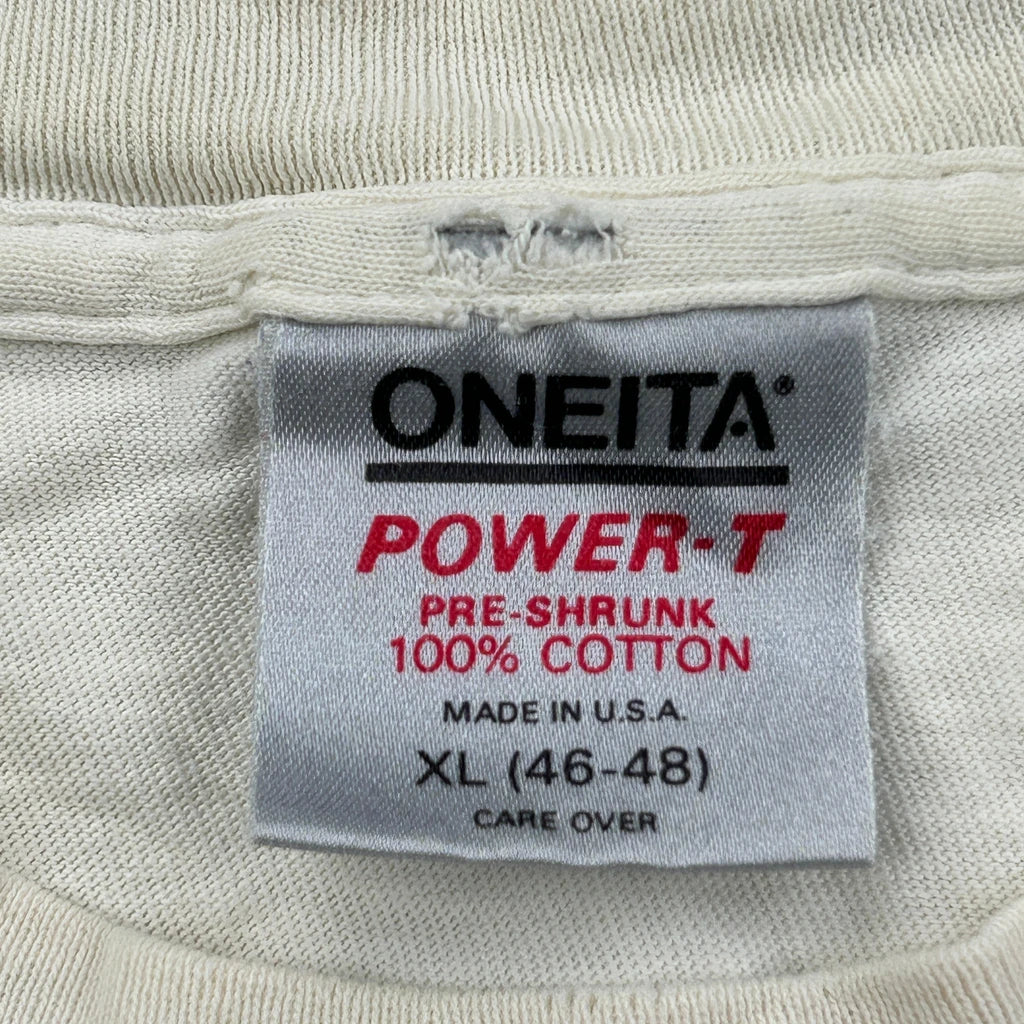 ONEITA®
POWER-T
PRE-SHRUNK
100% COTTON
MADE IN U.S.A.
XL (46-48)
CARE OVER